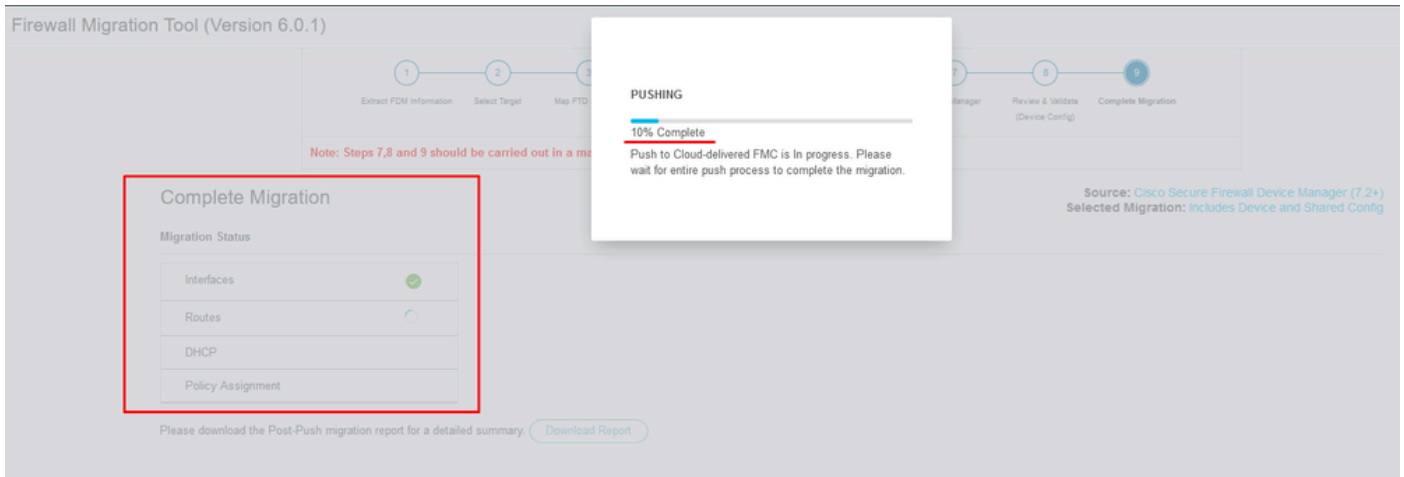 Firewall Migration Tool (Version 6.0.1)
1
2
3
7
8
9
Extract FDM Information
Select Target
Map FTD
Manager
Review & Validate
(Device Config)
Complete Migration
Note: Steps 7,8 and 9 should be carried out in a ma
PUSHING
10% Complete
Push to Cloud-delivered FMC is In progress. Please
wait for entire push process to complete the migration.
Complete Migration
Source: Cisco Secure Firewall Device Manager (7.2+)
Selected Migration: Includes Device and Shared Config
Migration Status
Interfaces
Routes
DHCP
Policy Assignment
Please download the Post-Push migration report for a detailed summary. Download Report